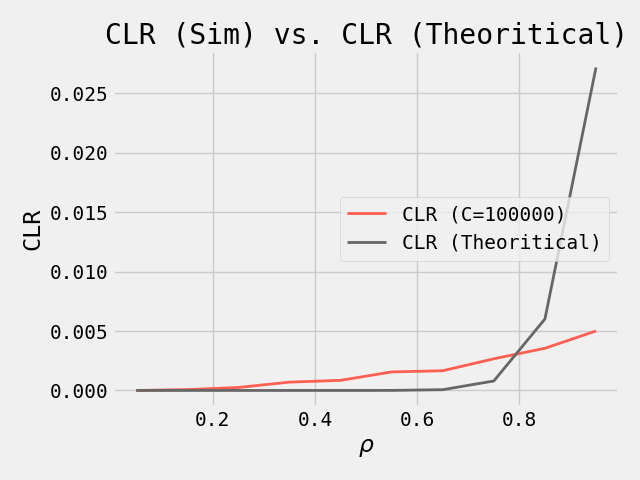 CLR (Sim) vs. CLR (Theoritical)
0.025
0.020
0.015
0.010
0.005
0.000
CLR
CLR (C=100000)
CLR (Theoritical)
0.2 0.4 0.6 0.8
ρ